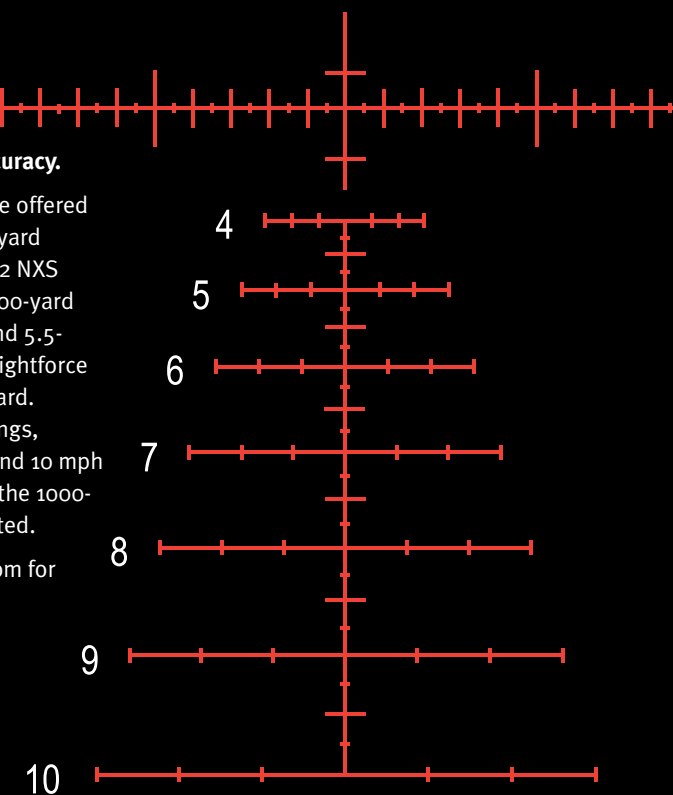 curacy.
e offered
yard
2 NXS
00-yard
nd 5.5-
ightforce
ard.
ngs,
nd 10 mph
the 1000-
ted.
om for
4
5
6
7
8
9
10